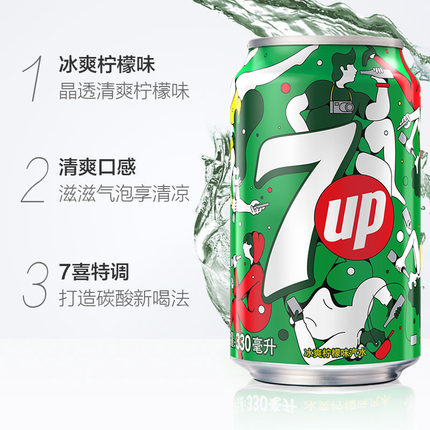 1
冰爽柠檬味
晶透清爽柠檬味
2
清爽口感
滋滋气泡享清凉
3
7喜特调
打造碳酸新喝法
7
up
330毫升
冰爽柠檬味汽水